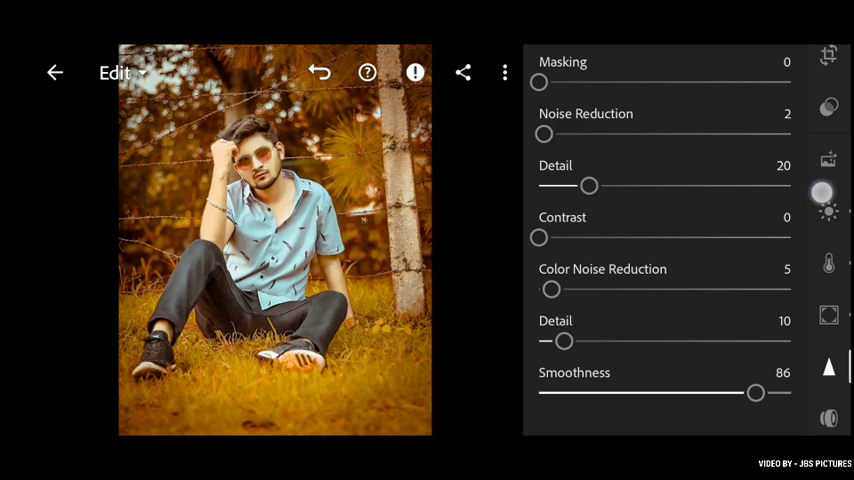 Edit
Masking 0
Noise Reduction 2
Detail 20
Contrast 0
Color Noise Reduction 5
Detail 10
Smoothness 86
VIDEO BY - JBS PICTURES